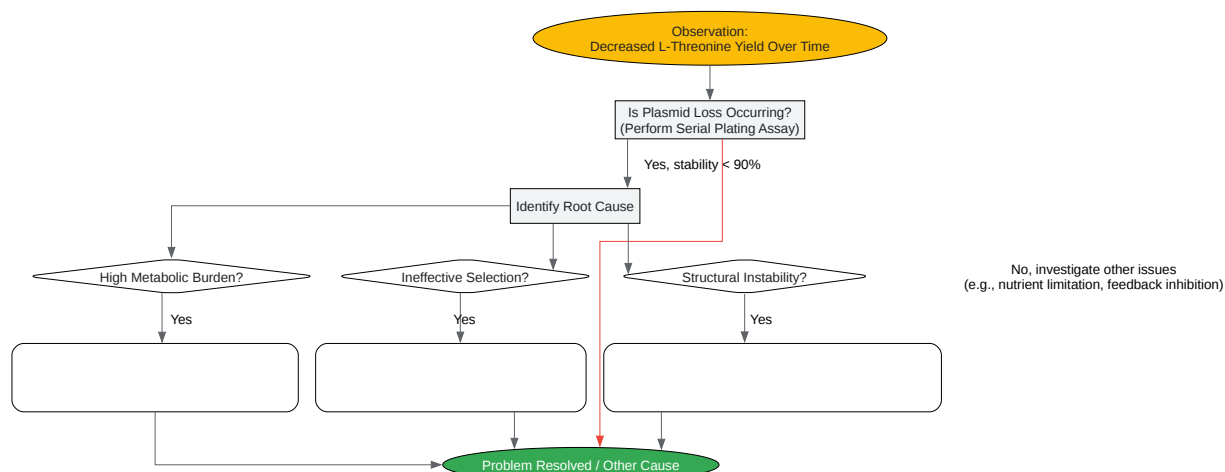 Observation:
Decreased L-Threonine Yield Over Time
Is Plasmid Loss Occurring?
(Perform Serial Plating Assay)
Yes, stability < 90%
Identify Root Cause
High Metabolic Burden?
Ineffective Selection?
Structural Instability?
No, investigate other issues
(e.g., nutrient limitation, feedback inhibition)
Yes
Yes
Yes
Problem Resolved / Other Cause